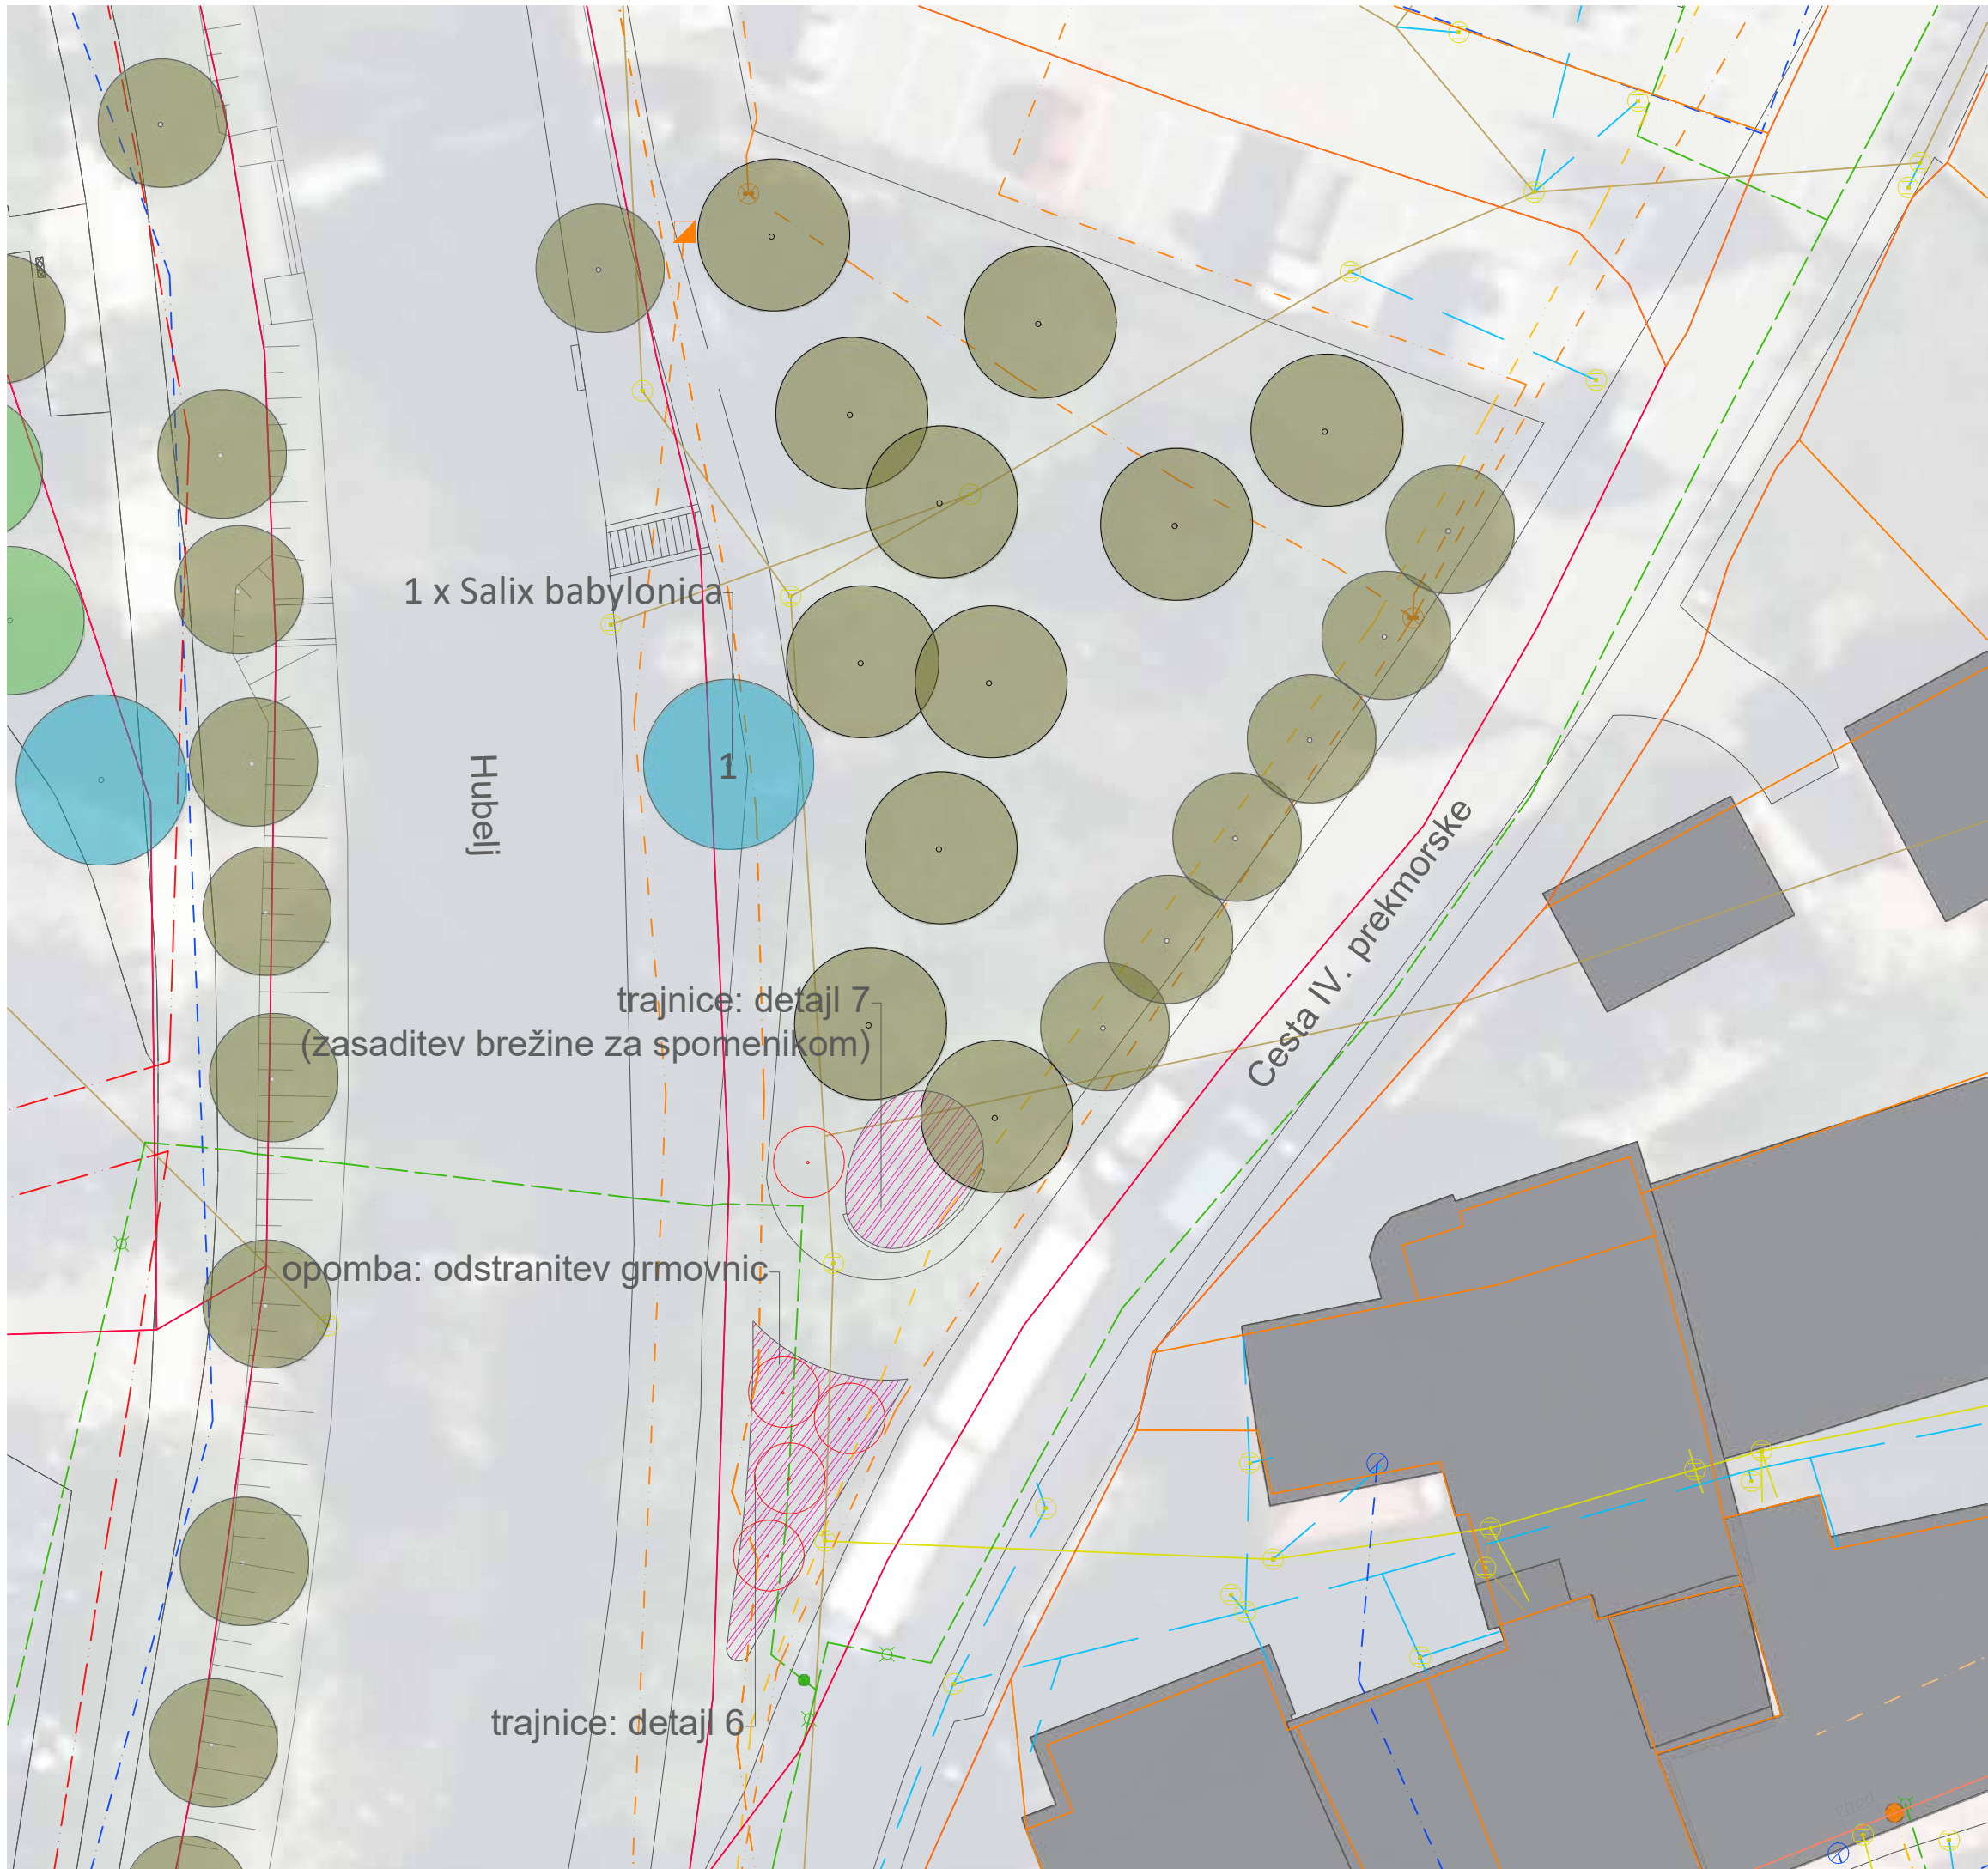 1 x Salix babylonica
1
Hubelj
Cesta IV. prekmorske
trajnice: detajl 7
(zasaditev brežine za spomenikom)
opomba: odstranitev grmovnic
trajnice: detajl 6
vhod